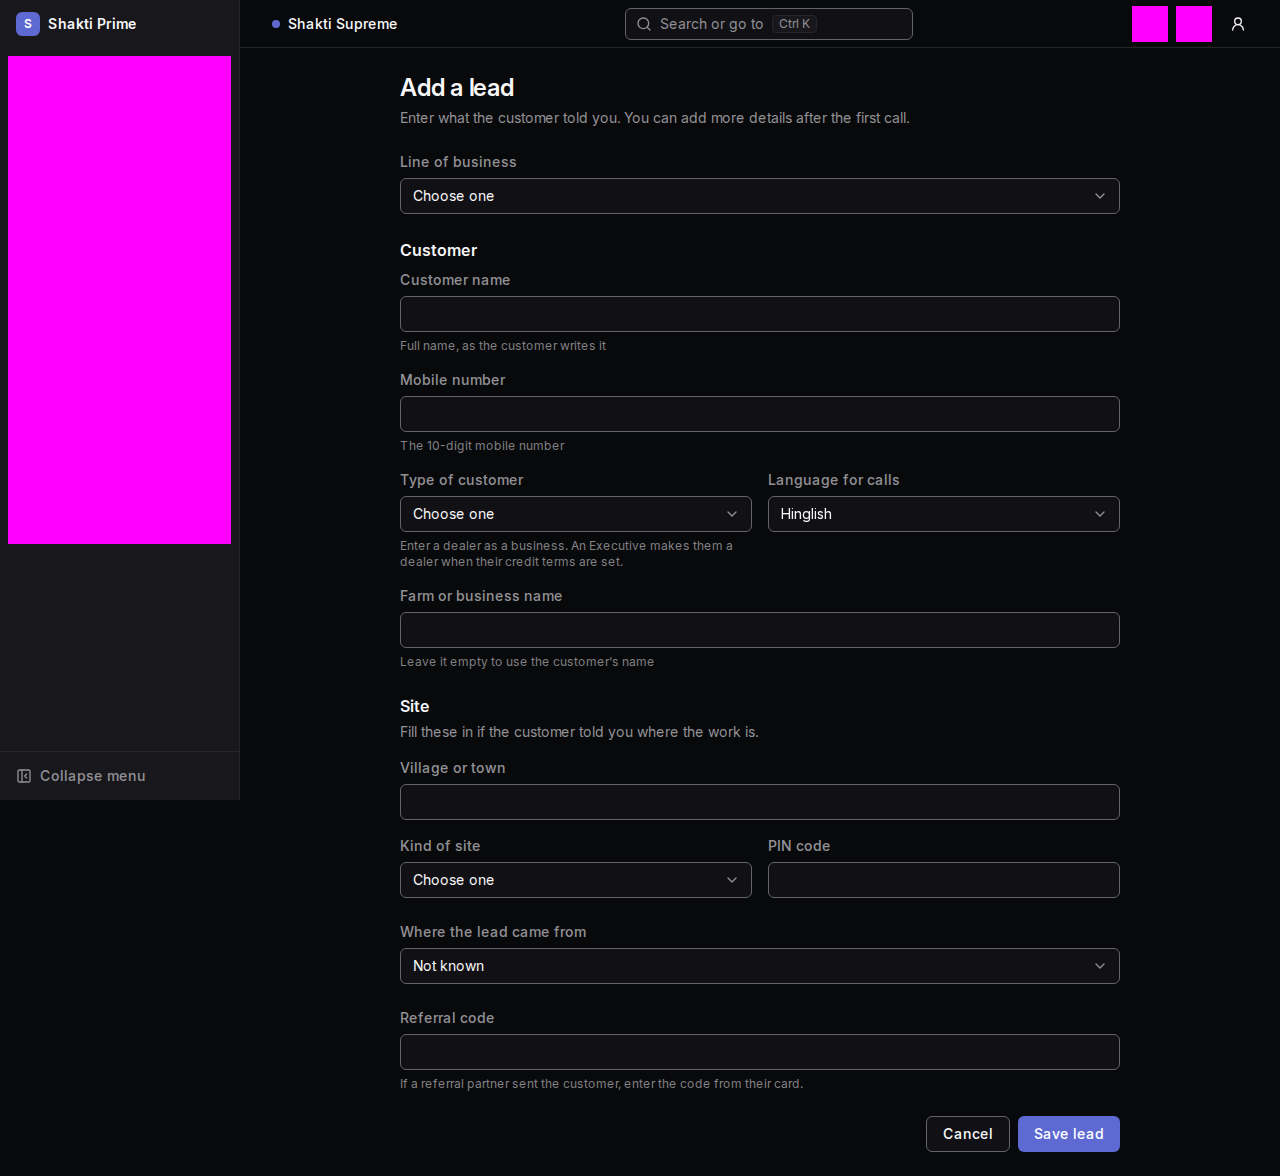 S Shakti Prime
Shakti Supreme
Search or go to Ctrl K
Add a lead
Enter what the customer told you. You can add more details after the first call.
Line of business
Choose one
Customer
Customer name
Full name, as the customer writes it
Mobile number
The 10-digit mobile number
Type of customer
Choose one
Enter a dealer as a business. An Executive makes them a
dealer when their credit terms are set.
Language for calls
Hinglish
Farm or business name
Leave it empty to use the customer's name
Site
Fill these in if the customer told you where the work is.
Village or town
Kind of site
Choose one
PIN code
Where the lead came from
Not known
Referral code
If a referral partner sent the customer, enter the code from their card.
Cancel
Save lead
Collapse menu